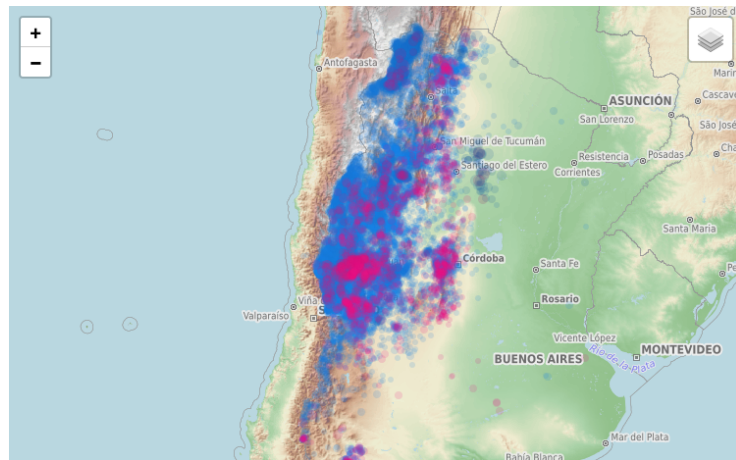 +
−
São José d
Antofagasta
Marin
Cascave
ASUNCIÓN
San Lorenzo
São José
San Miguel de Tucumán
Resistencia
Posadas
Corrientes
Santiago del Estero
Santa Maria
Córdoba
Santa Fe
Viña
Valparaíso
S
Rosario
Vicente López
MONTEVIDEO
BUENOS AIRES
Río de la Plata
Mar del Plata
Bahía Blanca